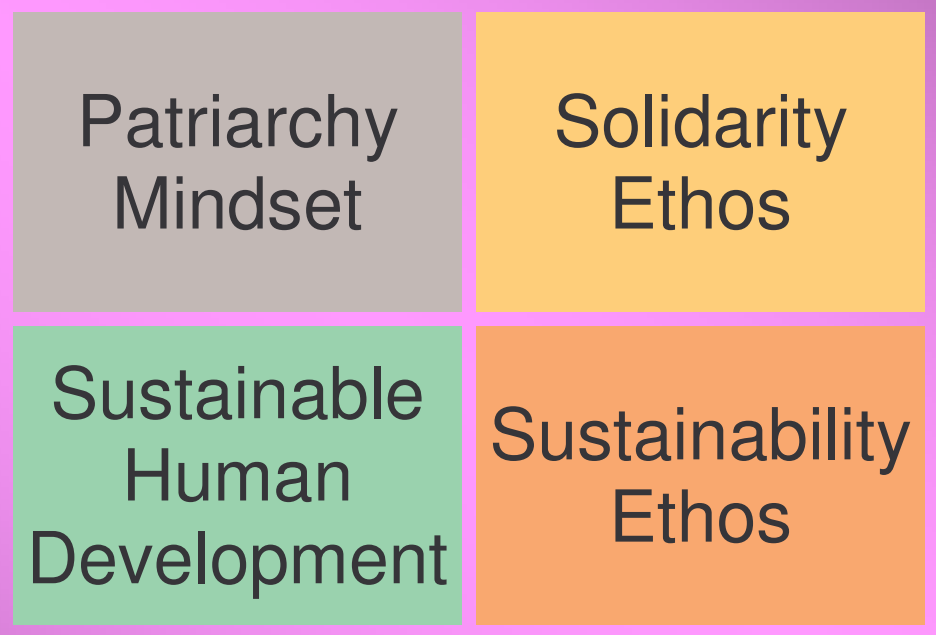 Patriarchy
Mindset
Solidarity
Ethos
Sustainable
Human
Development
Sustainability
Ethos